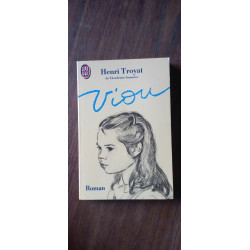 Henri Troyat
de l'Académie française
Viou
Roman